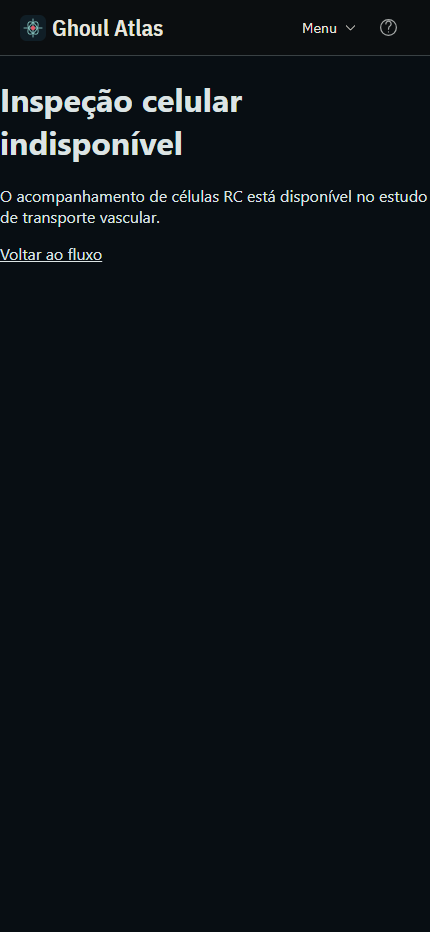 Ghoul Atlas
Menu
Inspeção celular
indisponível
O acompanhamento de células RC está disponível no estudo
de transporte vascular.
Voltar ao fluxo